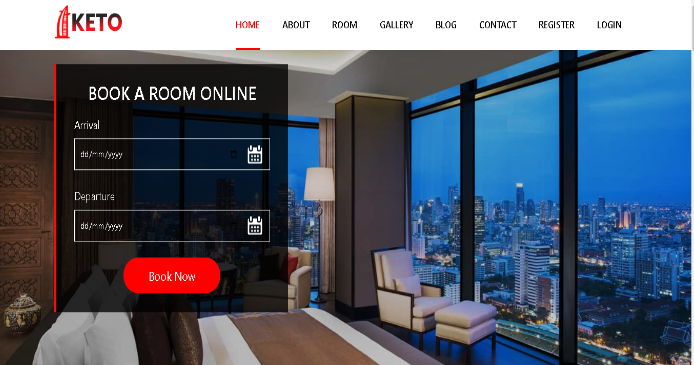 KETO
HOME ABOUT ROOM GALLERY BLOG CONTACT REGISTER LOGIN
BOOK A ROOM ONLINE
Arrival
dd/mm/yyyy
Departure
dd/mm/yyyy
Book Now